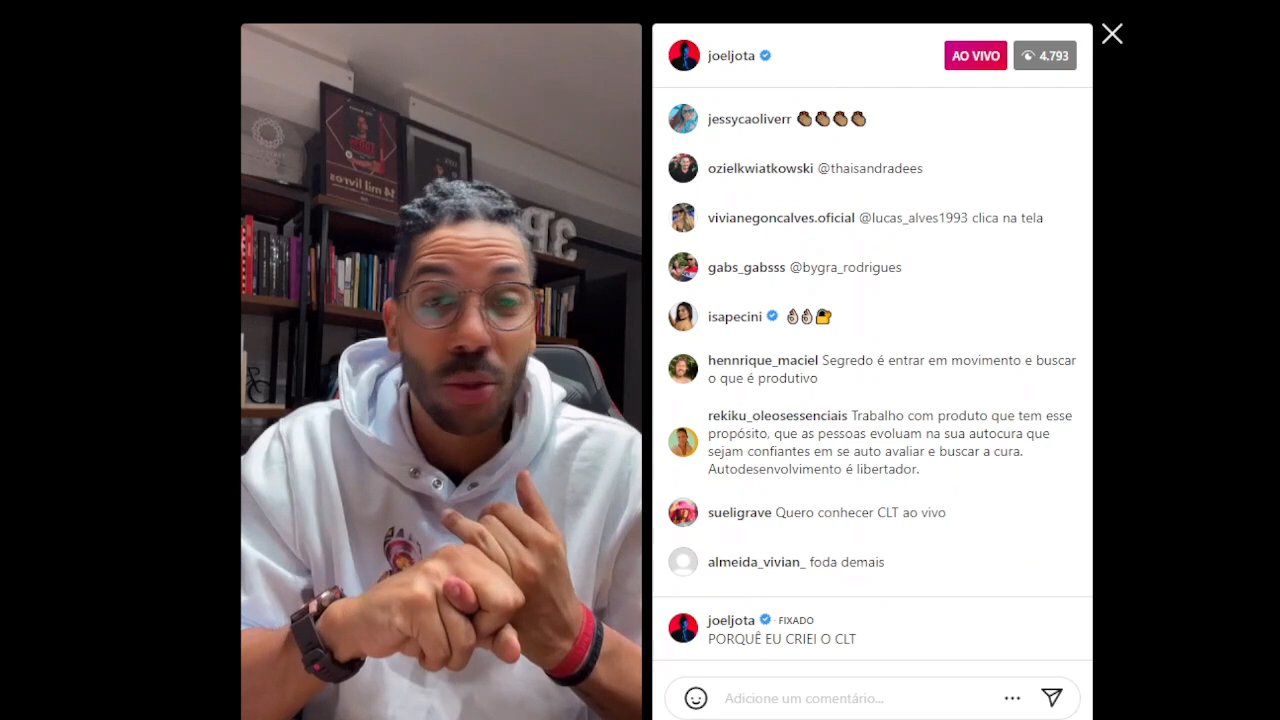 joeljota
AO VIVO
4.793
jessycaoliverr
ozielkwiatkowski @thaisandradees
vivianegoncalves.oficial @lucas_alves1993 clica na tela
gabs_gabsss @bygra_rodrigues
isapecini
hennrique_maciel Segredo é entrar em movimento e buscar
o que é produtivo
rekiku_oleosessenciais Trabalho com produto que tem esse
propósito, que as pessoas evoluam na sua autocura que
sejam confiantes em se auto avaliar e buscar a cura.
Autodesenvolvimento é libertador.
sueligrave Quero conhecer CLT ao vivo
almeida_vivian_ foda demais
joeljota · FIXADO
PORQUÊ EU CRIEI O CLT
Adicione um comentário...
14 mil livros
3P